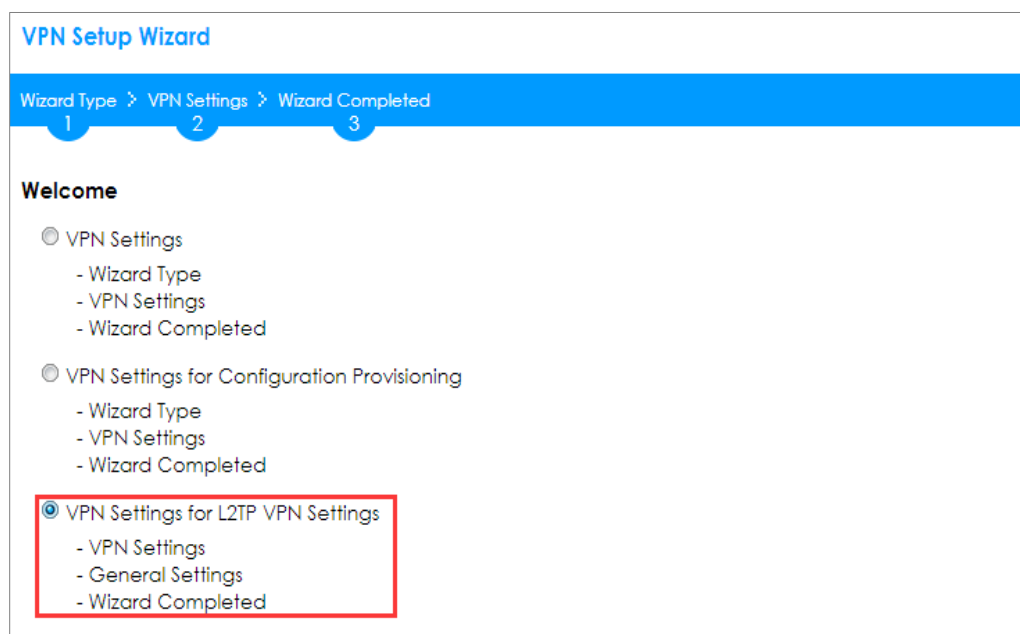 VPN Setup Wizard
Wizard Type > VPN Settings > Wizard Completed
1 2 3
Welcome
VPN Settings
- Wizard Type
- VPN Settings
- Wizard Completed
VPN Settings for Configuration Provisioning
- Wizard Type
- VPN Settings
- Wizard Completed
VPN Settings for L2TP VPN Settings
- VPN Settings
- General Settings
- Wizard Completed